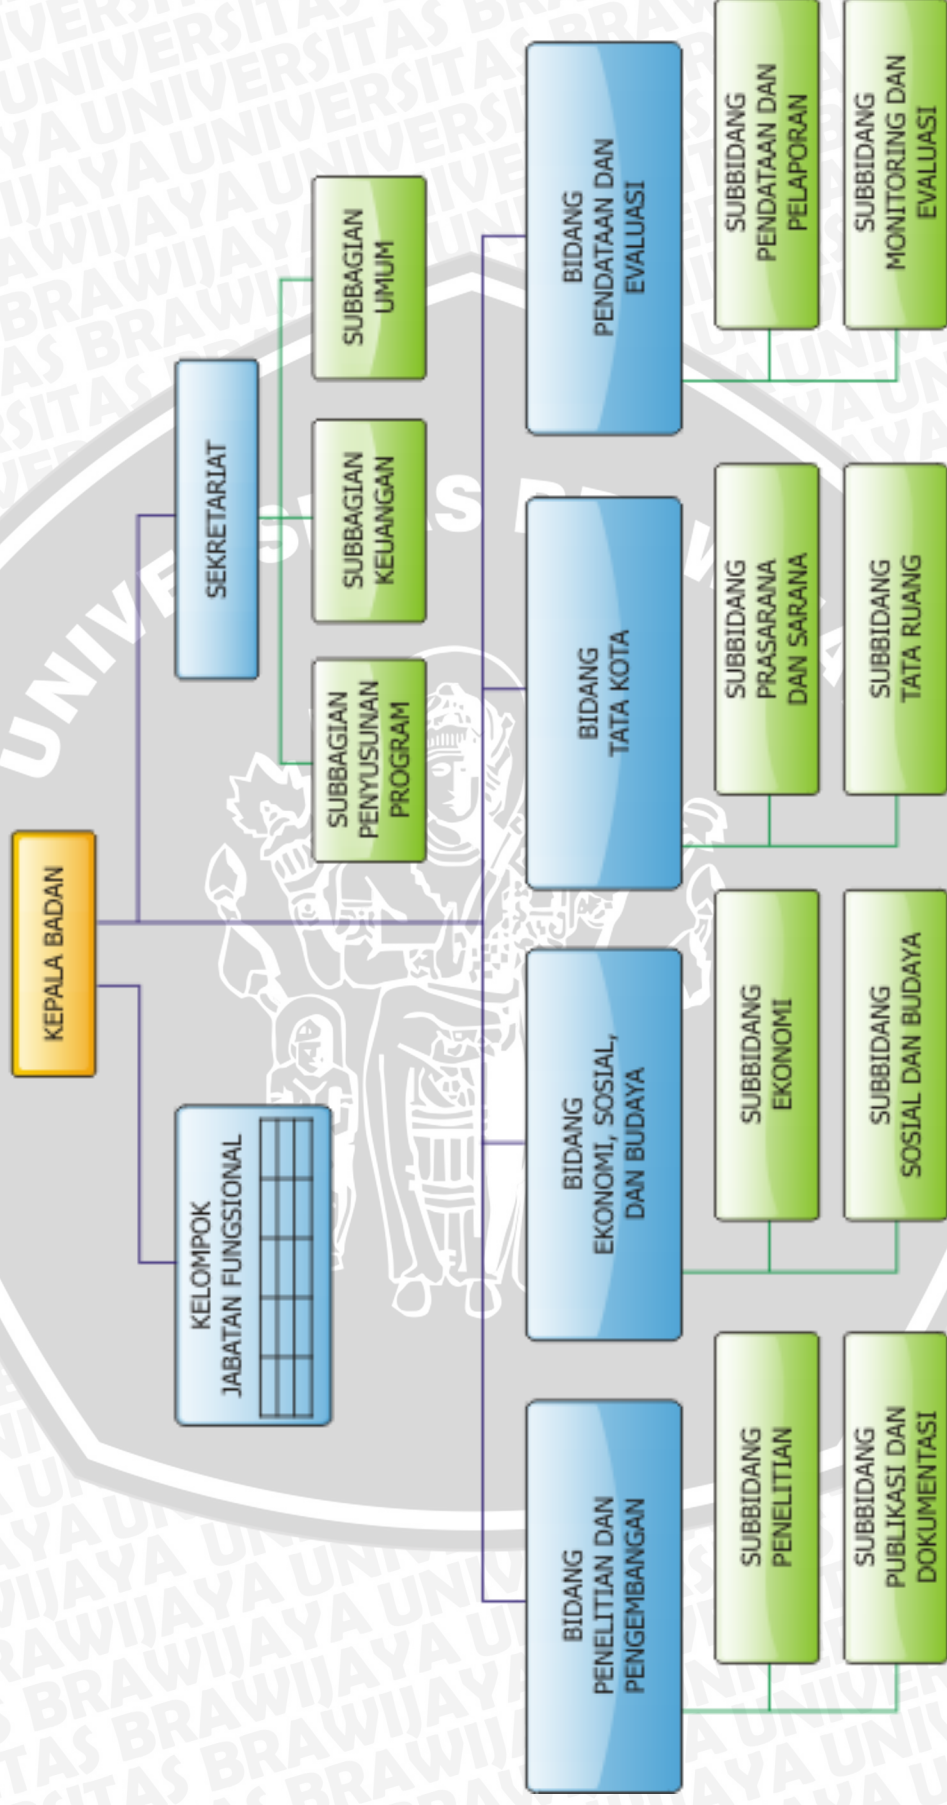 KEPALA BADAN
KELOMPOK
JABATAN FUNGSIONAL
SEKRETARIAT
SUBBAGIAN
PENYUSUNAN
PROGRAM
SUBBAGIAN
KEUANGAN
SUBBAGIAN
UMUM
BIDANG
PENELITIAN DAN
PENGEMBANGAN
BIDANG
EKONOMI, SOSIAL,
DAN BUDAYA
BIDANG
TATA KOTA
BIDANG
PENDATAAN DAN
EVALUASI
SUBBIDANG
PENELITIAN
SUBBIDANG
EKONOMI
SUBBIDANG
PRASARANA
DAN SARANA
SUBBIDANG
PENDATAAN DAN
PELAPORAN
SUBBIDANG
PUBLIKASI DAN
DOKUMENTASI
SUBBIDANG
SOSIAL DAN BUDAYA
SUBBIDANG
TATA RUANG
SUBBIDANG
MONITORING DAN
EVALUASI
UNIVERSITAS BRAWIJAYA